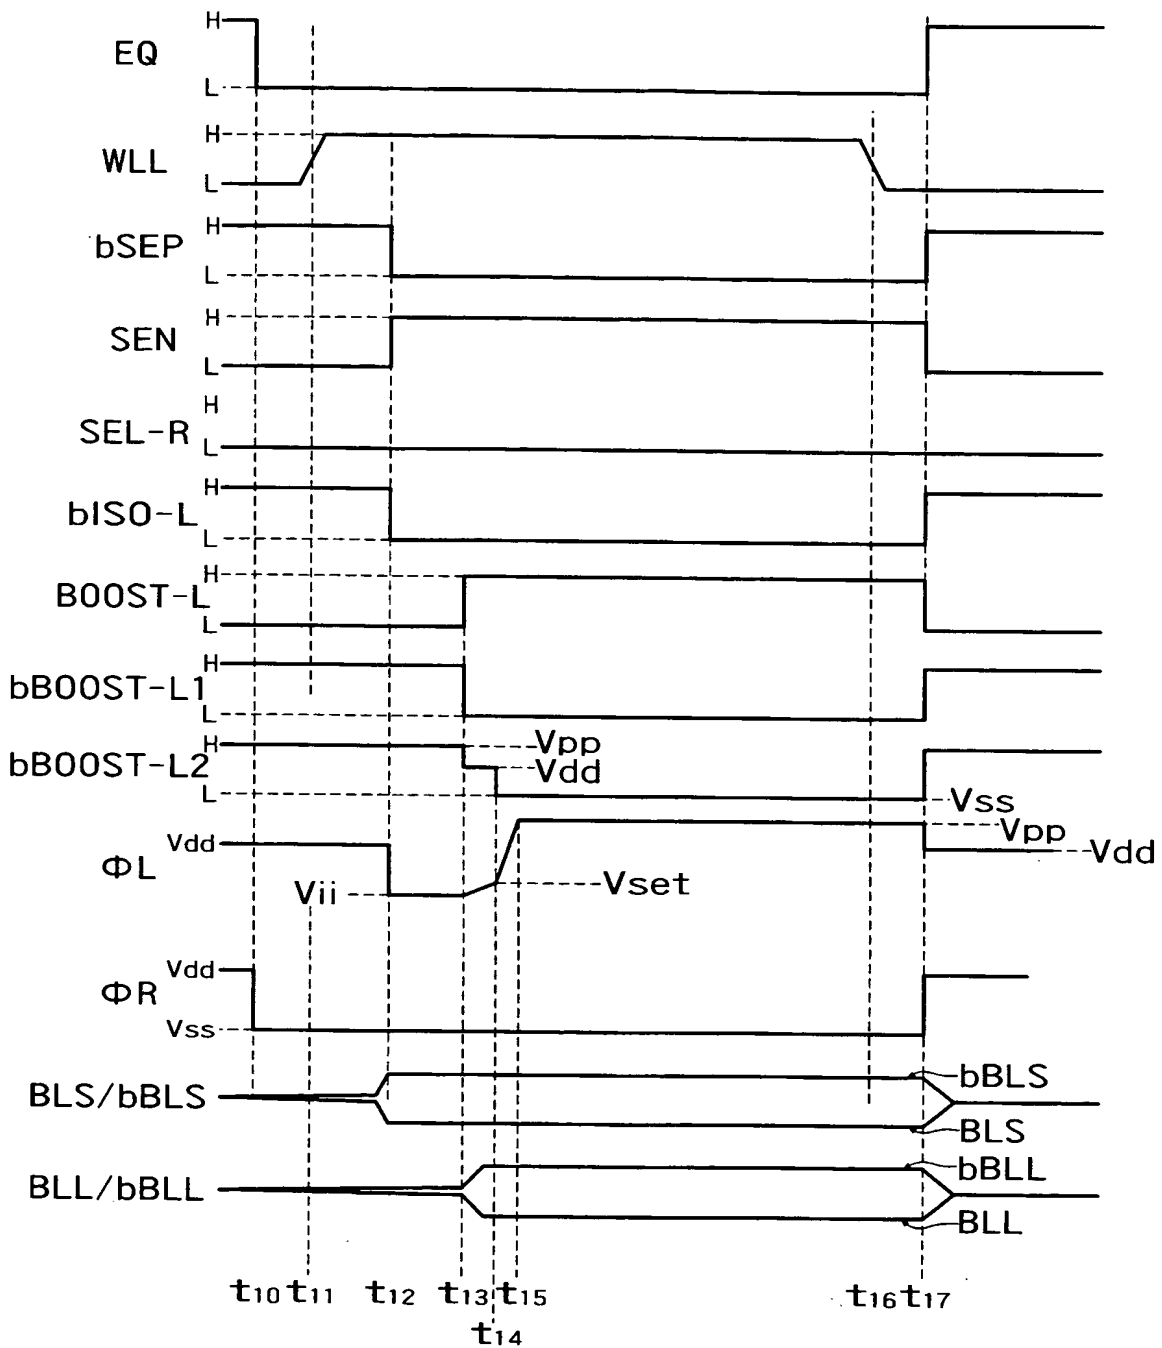 H
EQ
L
H
WLL
L
H
bSEP
L
H
SEN
L
H
SEL-R
L
H
bISO-L
L
H
BOOST-L
L
H
bBOOST-L1
L
H
Vpp
bBOOST-L2
Vdd
L
Vss
Vpp
Vdd
Vdd
ΦL
Vii
Vset
Vdd
ΦR
Vss
bBLS
BLS/bBLS
BLS
bBLL
BLL/bBLL
BLL
t10 t11 t12 t13 t15 t16 t17
t14